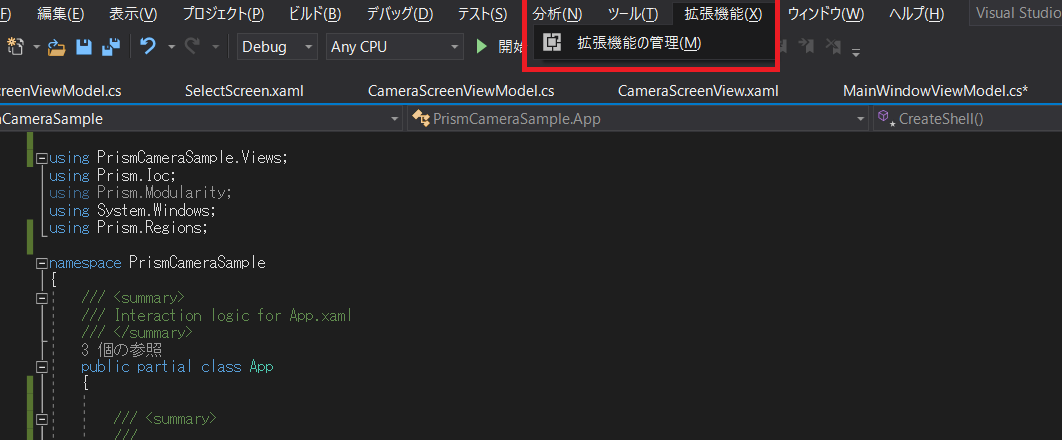 F) 編集(E) 表示(V) プロジェクト(P) ビルド(B) デバッグ(D) テスト(S) 分析(N) ツール(T) 拡張機能(X) ウィンドウ(W) ヘルプ(H) Visual Studio
Debug Any CPU 開始 拡張機能の管理(M)
reenViewModel.cs SelectScreen.xaml CameraScreenViewModel.cs CameraScreenView.xaml MainWindowViewModel.cs*
nCameraSample PrismCameraSample.App CreateShell()
using PrismCameraSample.Views;
using Prism.Ioc;
using Prism.Modularity;
using System.Windows;
using Prism.Regions;
namespace PrismCameraSample
{
/// <summary>
/// Interaction logic for App.xaml
/// </summary>
3 個の参照
public partial class App
{
/// <summary>
///